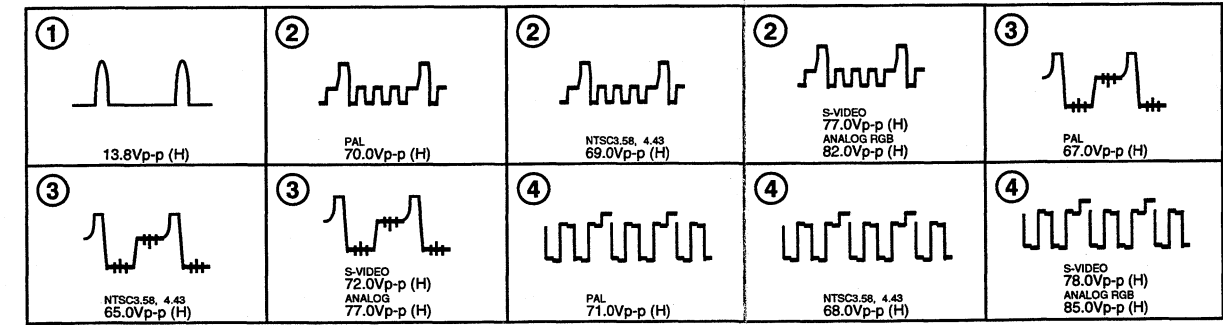 ①
13.8Vp-p (H)
②
PAL
70.0Vp-p (H)
②
NTSC3.58, 4.43
69.0Vp-p (H)
②
S-VIDEO
77.0Vp-p (H)
ANALOG RGB
82.0Vp-p (H)
③
PAL
67.0Vp-p (H)
③
NTSC3.58, 4.43
65.0Vp-p (H)
③
S-VIDEO
72.0Vp-p (H)
ANALOG
77.0Vp-p (H)
④
PAL
71.0Vp-p (H)
④
NTSC3.58, 4.43
68.0Vp-p (H)
④
S-VIDEO
78.0Vp-p (H)
ANALOG RGB
85.0Vp-p (H)